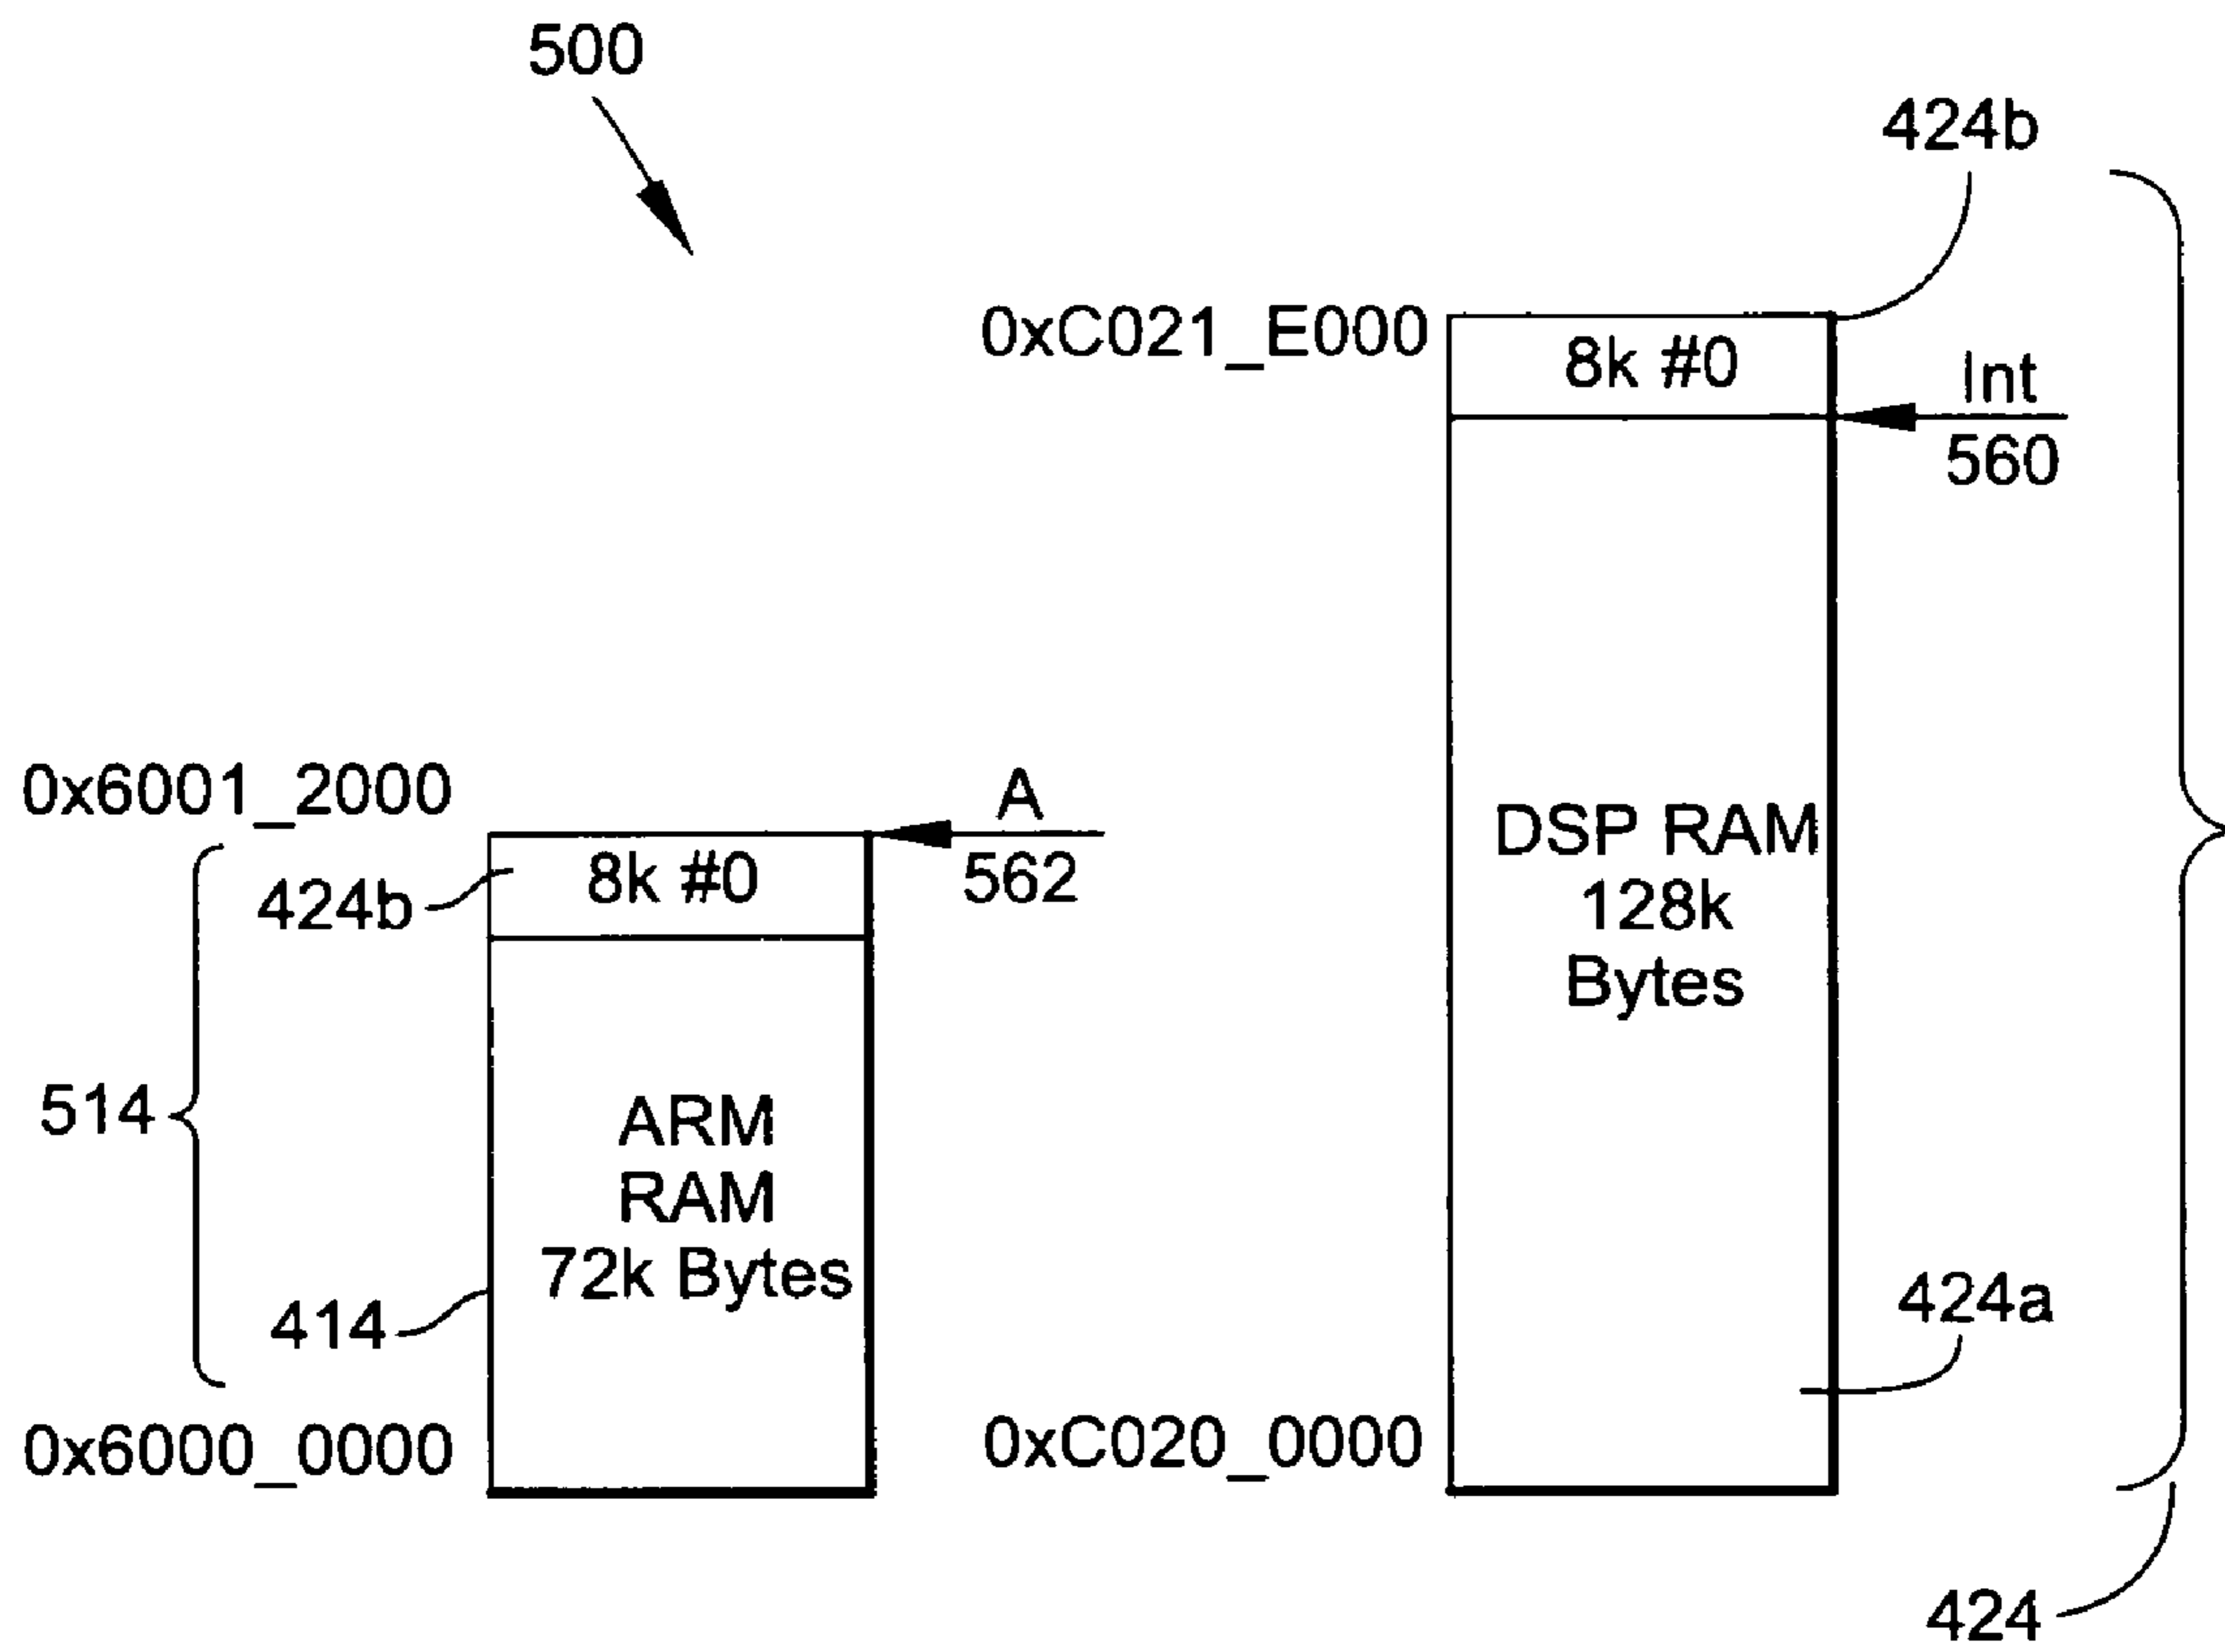 500
424b
0xC021_E000
8k #0
Int
560
0x6001_2000
A
562
8k #0
424b
DSP RAM
128k
Bytes
514
ARM
RAM
72k Bytes
414
424a
0x6000_0000
0xC020_0000
424